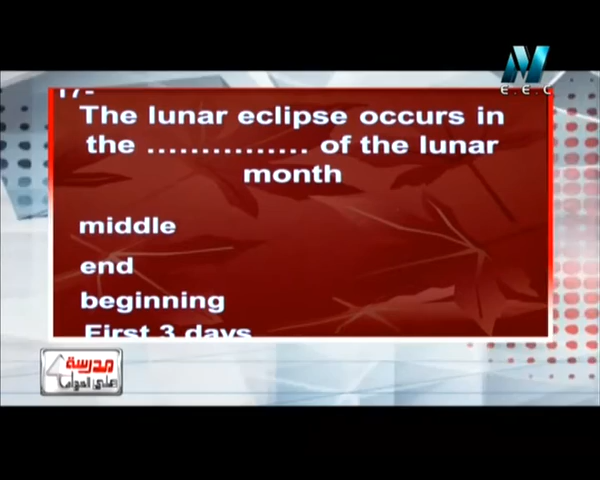 E.E.C
17-
The lunar eclipse occurs in
the ............... of the lunar
month
middle
end
beginning
First 3 days
مدرسة
على الهواء